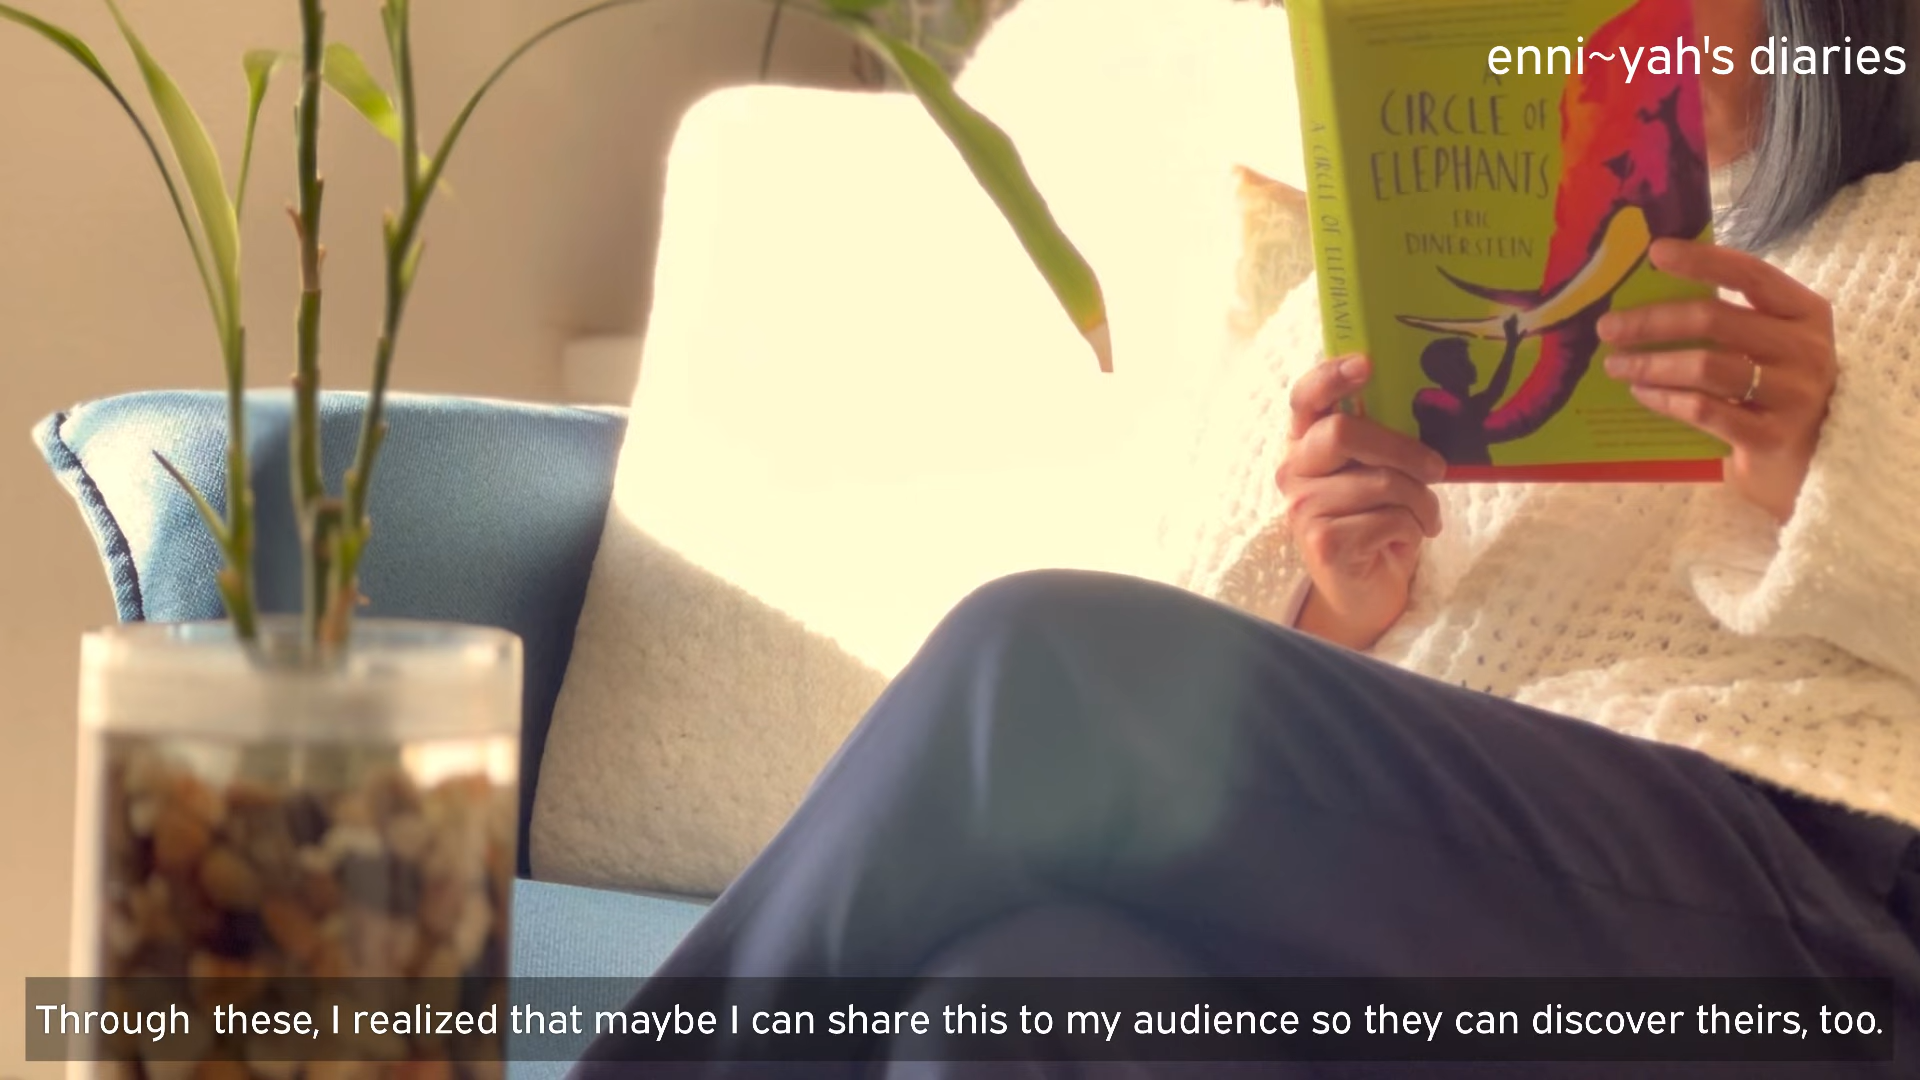 enni~yah's diaries
A
CIRCLE OF
ELEPHANTS
ERIC
DINERSTEIN
A CIRCLE OF ELEPHANTS
Through  these, I realized that maybe I can share this to my audience so they can discover theirs, too.